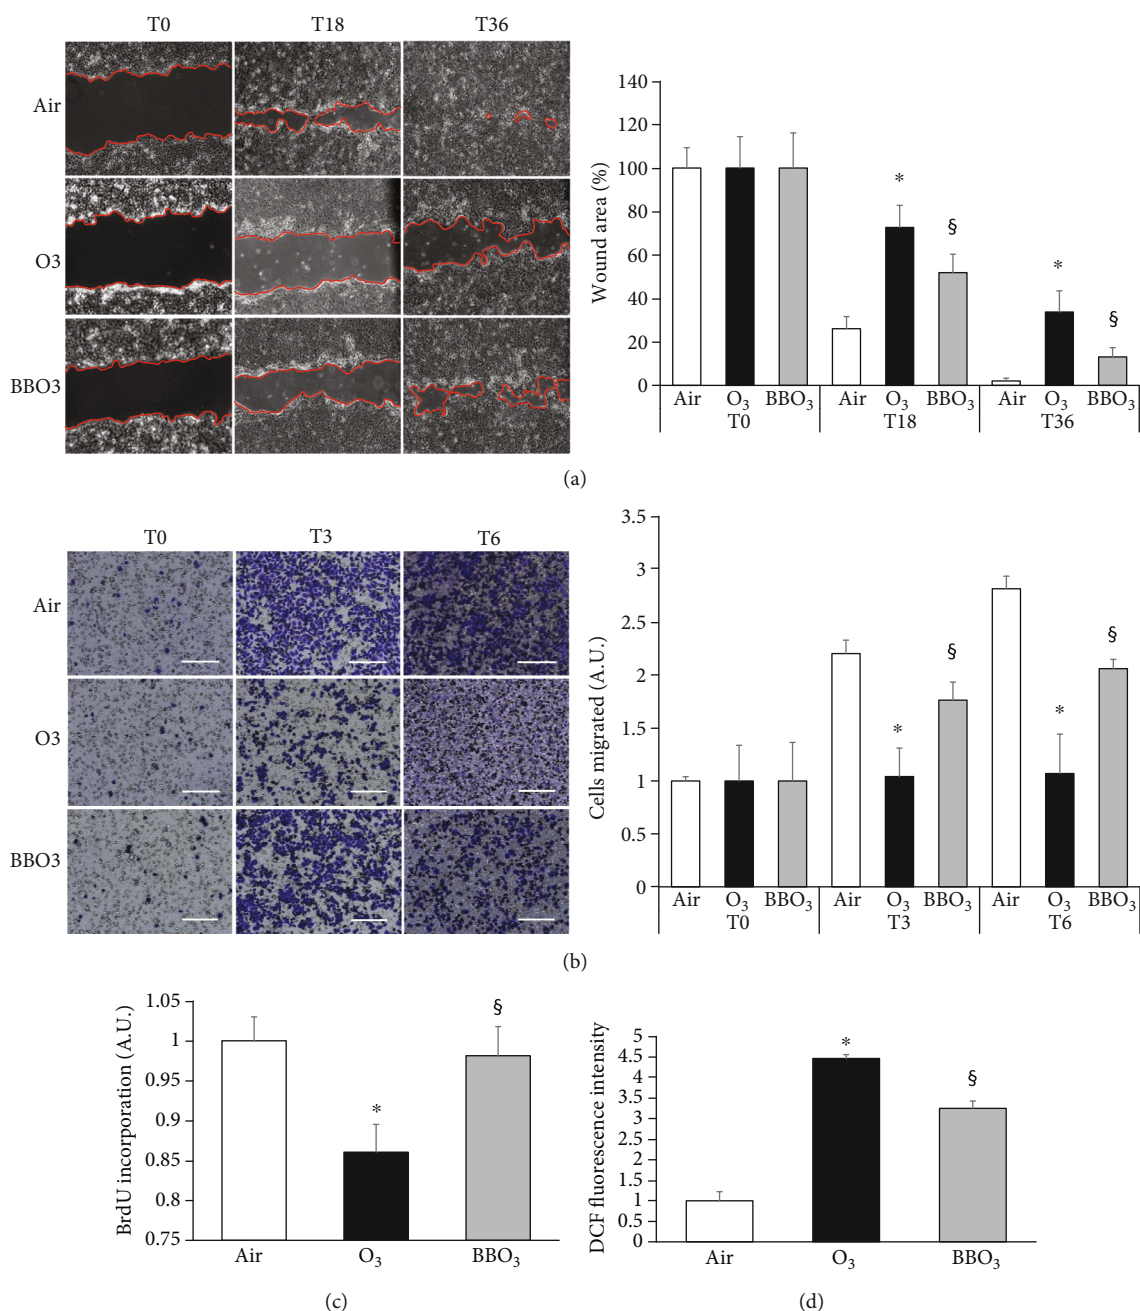 T0 T18 T36
Air
O3
BBO3
Wound area (%)
140
120
100
80
60
40
20
0
* § * §
Air O₃ BBO₃ Air O₃ BBO₃ Air O₃ BBO₃
T0 T18 T36
(a)
T0 T3 T6
Air
O3
BBO3
Cells migrated (A.U.)
3.5
3
2.5
2
1.5
1
0.5
0
* § * §
Air O₃ BBO₃ Air O₃ BBO₃ Air O₃ BBO₃
T0 T3 T6
(b)
BrdU incorporation (A.U.)
1.05
1
0.95
0.9
0.85
0.8
0.75
* §
Air O₃ BBO₃
(c)
DCF fluorescence intensity
5
4.5
4
3.5
3
2.5
2
1.5
1
0.5
0
* §
Air O₃ BBO₃
(d)